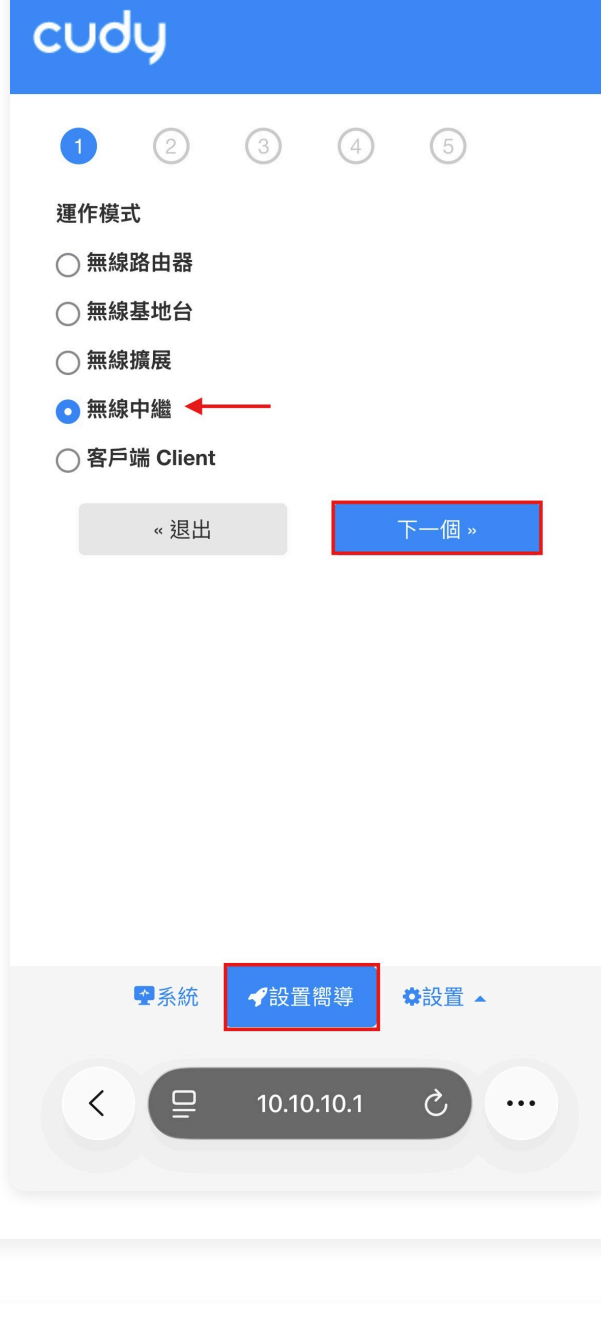 cudy
1 2 3 4 5
運作模式
無線路由器
無線基地台
無線擴展
無線中繼
客戶端 Client
« 退出 下一個 »
系統 設置嚮導 設置
10.10.10.1